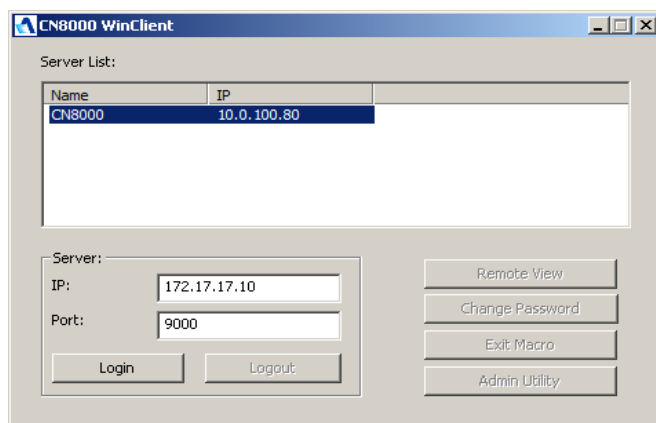 CN8000 WinClient
Server List:
Name IP
CN8000 10.0.100.80
Server:
IP: 172.17.17.10
Port: 9000
Login Logout
Remote View
Change Password
Exit Macro
Admin Utility